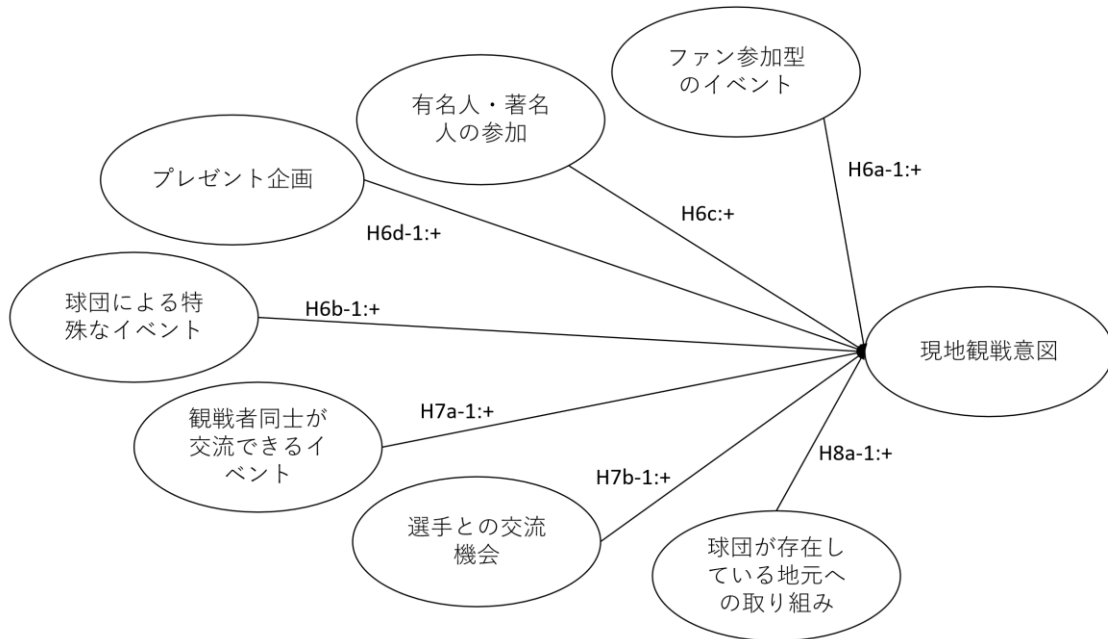 ファン参加型
のイベント
有名人・著名
人の参加
プレゼント企画
H6a-1:+
H6c:+
H6d-1:+
球団による特
殊なイベント
H6b-1:+
現地観戦意図
観戦者同士が
交流できるイ
ベント
H7a-1:+
H7b-1:+
H8a-1:+
選手との交流
機会
球団が存在し
ている地元へ
の取り組み